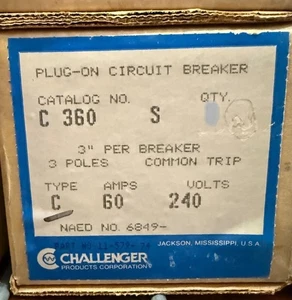 PLUG-ON CIRCUIT BREAKER
CATALOG NO. QTY.
C 360 S
3" PER BREAKER
3 POLES COMMON TRIP
TYPE AMPS VOLTS
C 60 240
NAED NO. 6849-
JACKSON, MISSISSIPPI, U.S.A.
CHALLENGER
PRODUCTS CORPORATION